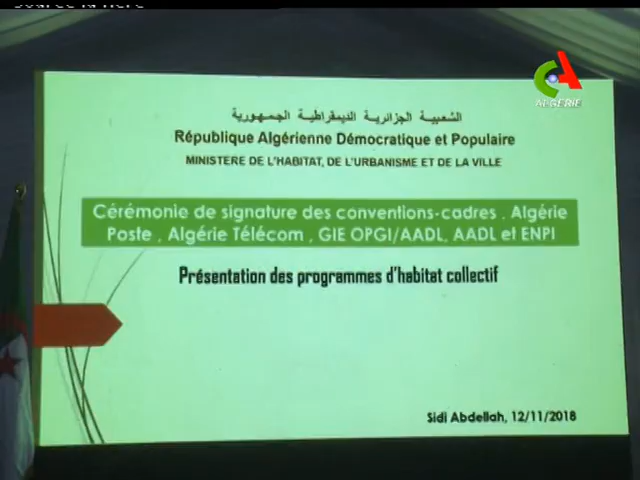 الشعبية الجزائرية الديمقراطية الجمهورية
République Algérienne Démocratique et Populaire
MINISTERE DE L'HABITAT, DE L'URBANISME ET DE LA VILLE
Cérémonie de signature des conventions-cadres , Algérie
Poste , Algérie Télécom , GIE OPGI/AADL, AADL et ENPI
Présentation des programmes d'habitat collectif
Sidi Abdellah, 12/11/2018
ALGÉRIE